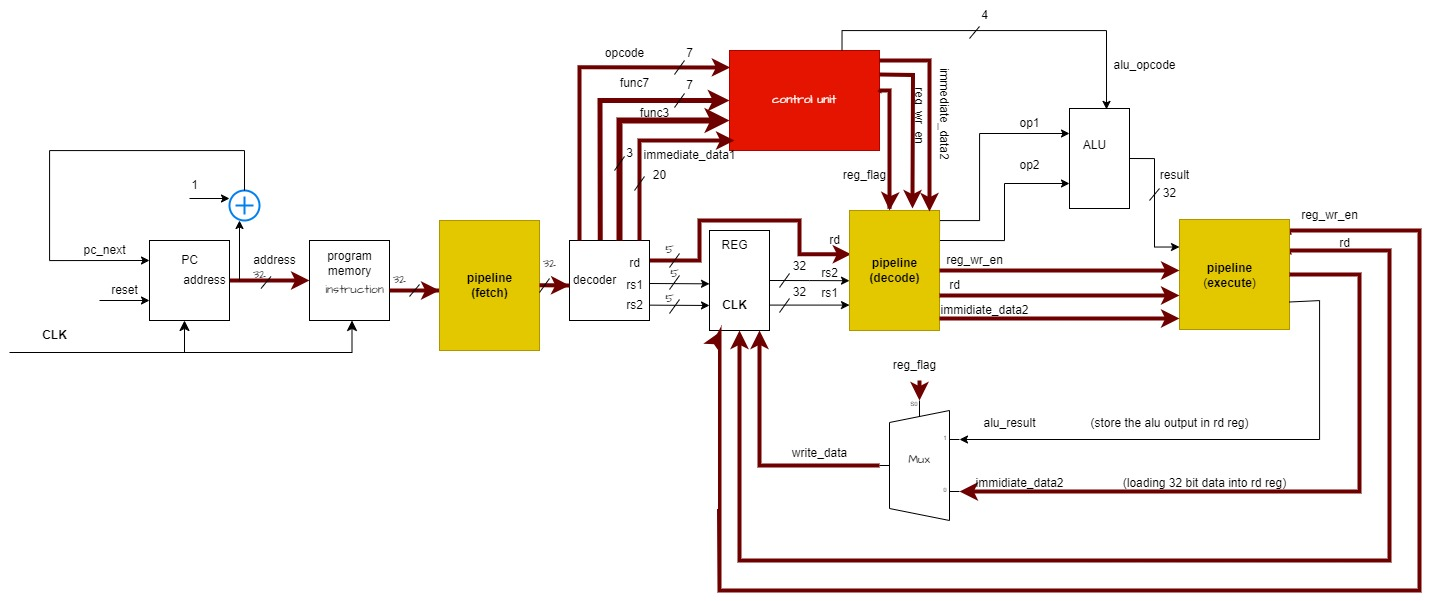 4
opcode
7
alu_opcode
func7
7
control unit
immediate_data2
reg_wr_en
func3
op1
ALU
3
immediate_data1
op2
20
reg_flag
result
32
1
reg_wr_en
rd
pc_next
PC
address
address
32
reset
program
memory
instruction
32
pipeline
(fetch)
32
decoder
rd
rs1
rs2
5
5
5
REG
CLK
32
32
rd
rs2
rs1
pipeline
(decode)
reg_wr_en
rd
immidiate_data2
pipeline
(execute)
CLK
reg_flag
S0
alu_result
(store the alu output in rd reg)
1
write_data
Mux
0
immidiate_data2
(loading 32 bit data into rd reg)